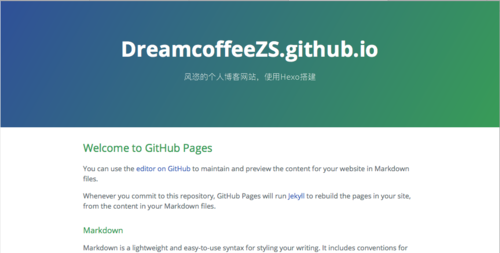 DreamcoffeeZS.github.io
风恣的个人博客网站，使用Hexo搭建
Welcome to GitHub Pages
You can use the editor on GitHub to maintain and preview the content for your website in Markdown
files.
Whenever you commit to this repository, GitHub Pages will run Jekyll to rebuild the pages in your site,
from the content in your Markdown files.
Markdown
Markdown is a lightweight and easy-to-use syntax for styling your writing. It includes conventions for